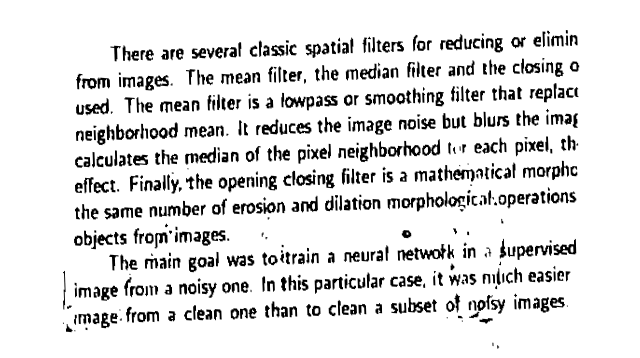 There are several classic spatial filters for reducing or elimin
from images. The mean filter, the median filter and the closing o
used. The mean filter is a lowpass or smoothing filter that replac
neighborhood mean. It reduces the image noise but blurs the imag
calculates the median of the pixel neighborhood for each pixel, th
effect. Finally, the opening closing filter is a mathematical morpho
the same number of erosion and dilation morphological operations
objects from images.
The main goal was to train a neural network in a supervised
image from a noisy one. In this particular case, it was much easier
image from a clean one than to clean a subset of noisy images.